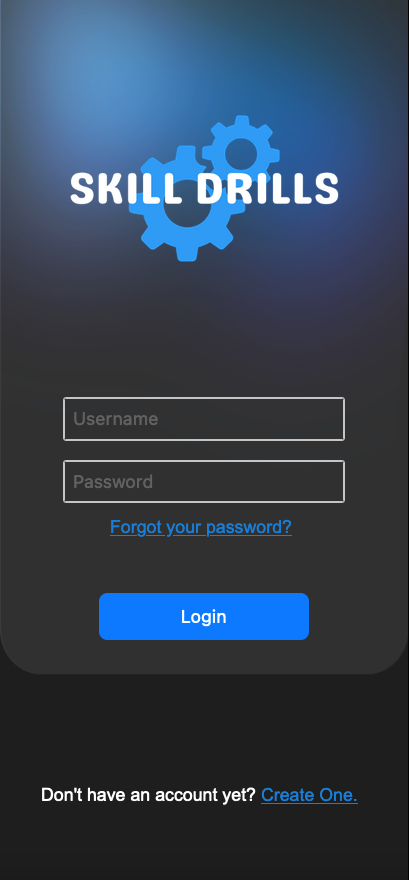 SKILL DRILLS
Username
Password
Forgot your password?
Login
Don't have an account yet? Create One.